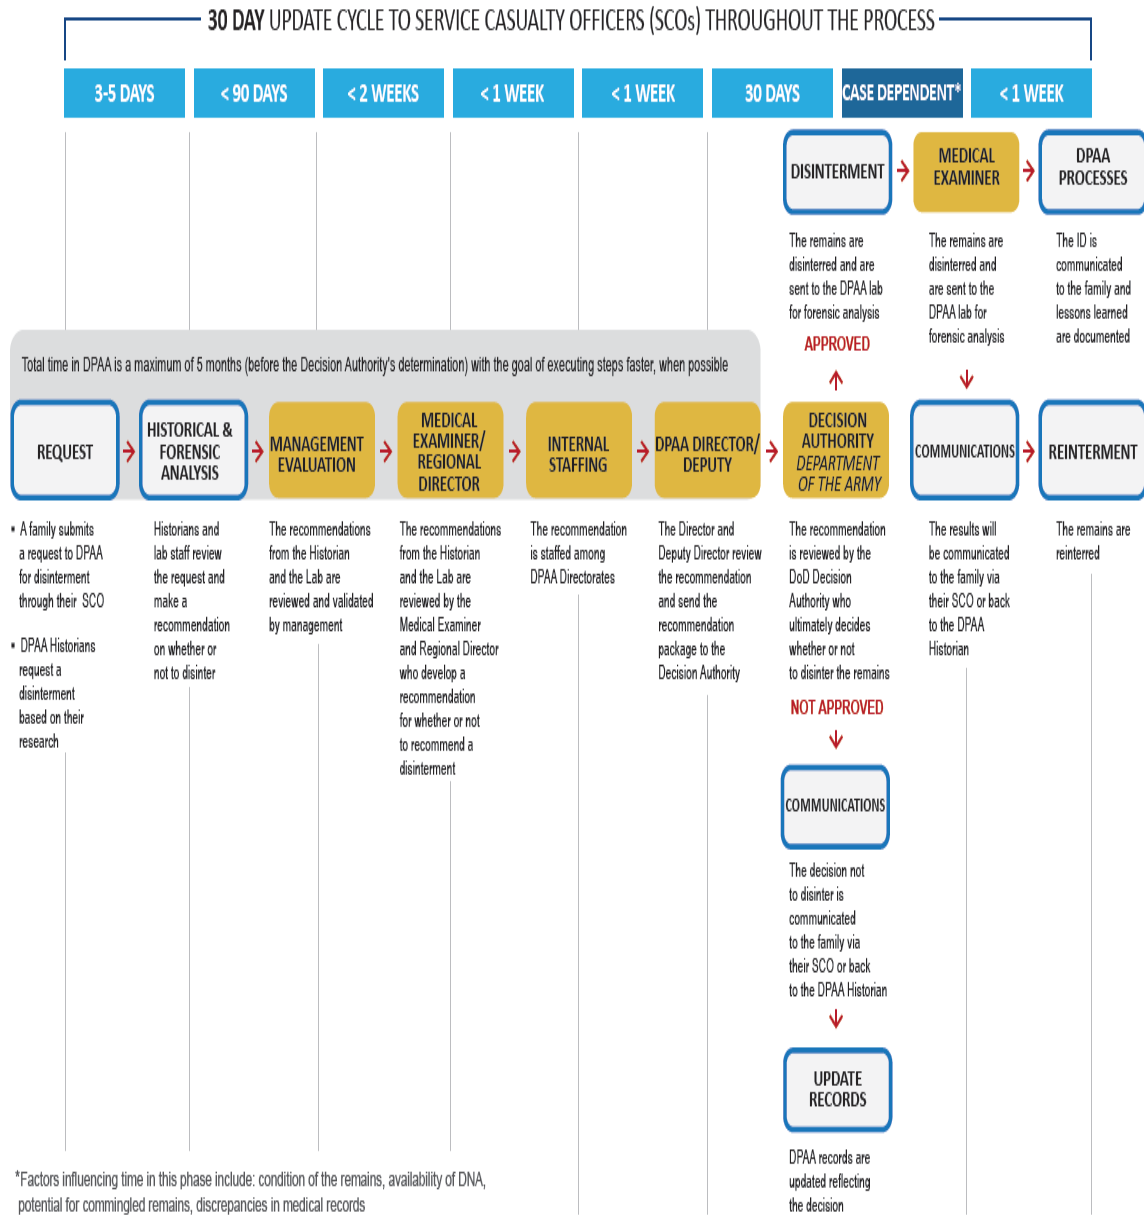 30 DAY UPDATE CYCLE TO SERVICE CASUALTY OFFICERS (SCOs) THROUGHOUT THE PROCESS
3-5 DAYS
< 90 DAYS
< 2 WEEKS
< 1 WEEK
< 1 WEEK
30 DAYS
CASE DEPENDENT*
< 1 WEEK
DISINTERMENT
The remains are
disinterred and are
sent to the DPAA lab
for forensic analysis
APPROVED
MEDICAL
EXAMINER
The remains are
disinterred and
are sent to the
DPAA lab for
forensic analysis
DPAA
PROCESSES
The ID is
communicated
to the family and
lessons learned
are documented
Total time in DPAA is a maximum of 5 months (before the Decision Authority's determination) with the goal of executing steps faster, when possible
REQUEST
▪ A family submits
a request to DPAA
for disinterment
through their SCO
▪ DPAA Historians
request a
disinterment
based on their
research
HISTORICAL &
FORENSIC
ANALYSIS
Historians and
lab staff review
the request and
make a
recommendation
on whether or
not to disinter
MANAGEMENT
EVALUATION
The recommendations
from the Historian
and the Lab are
reviewed and validated
by management
MEDICAL
EXAMINER/
REGIONAL
DIRECTOR
The recommendations
from the Historian
and the Lab are
reviewed by the
Medical Examiner
and Regional Director
who develop a
recommendation
for whether or not
to recommend a
disinterment
INTERNAL
STAFFING
The recommendation
is staffed among
DPAA Directorates
DPAA DIRECTOR/
DEPUTY
The Director and
Deputy Director review
the recommendation
and send the
recommendation
package to the
Decision Authority
DECISION
AUTHORITY
DEPARTMENT
OF THE ARMY
The recommendation
is reviewed by the
DoD Decision
Authority who
ultimately decides
whether or not
to disinter the remains
NOT APPROVED
COMMUNICATIONS
The decision not
to disinter is
communicated
to the family via
their SCO or back
to the DPAA Historian
UPDATE
RECORDS
DPAA records are
updated reflecting
the decision
COMMUNICATIONS
The results will
be communicated
to the family via
their SCO or back
to the DPAA
Historian
REINTERMENT
The remains are
reinterred
*Factors influencing time in this phase include: condition of the remains, availability of DNA,
potential for commingled remains, discrepancies in medical records